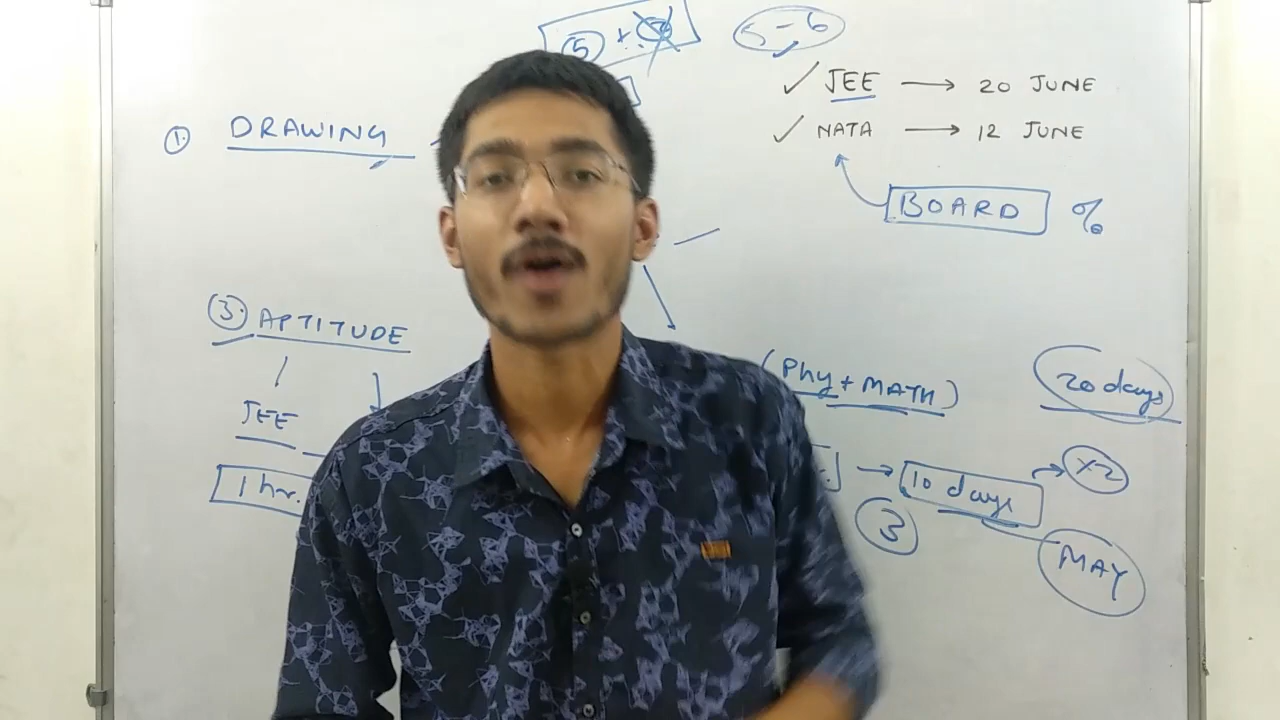 5 +
5-6
✓ JEE → 20 JUNE
✓ NATA → 12 JUNE
BOARD %
1. DRAWING
3. APTITUDE
JEE
1 hr.
(Phy + MATH)
20 days
→ 10 days → x2
3
MAY